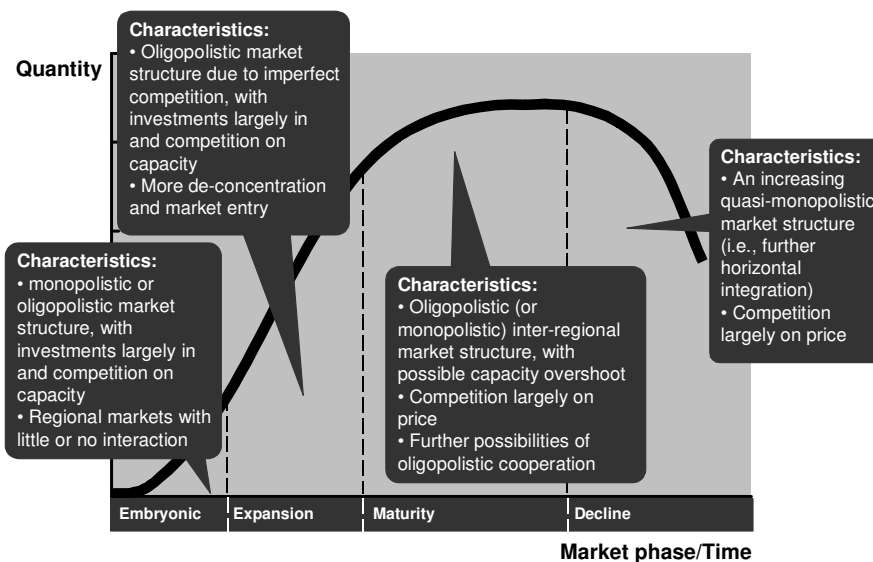 Quantity
Characteristics:
• Oligopolistic market
structure due to imperfect
competition, with
investments largely in
and competition on
capacity
• More de-concentration
and market entry
Characteristics:
• monopolistic or
oligopolistic market
structure, with
investments largely in
and competition on
capacity
• Regional markets with
little or no interaction
Characteristics:
• Oligopolistic (or
monopolistic) inter-regional
market structure, with
possible capacity overshoot
• Competition largely on
price
• Further possibilities of
oligopolistic cooperation
Characteristics:
• An increasing
quasi-monopolistic
market structure
(i.e., further
horizontal
integration)
• Competition
largely on price
Embryonic
Expansion
Maturity
Decline
Market phase/Time